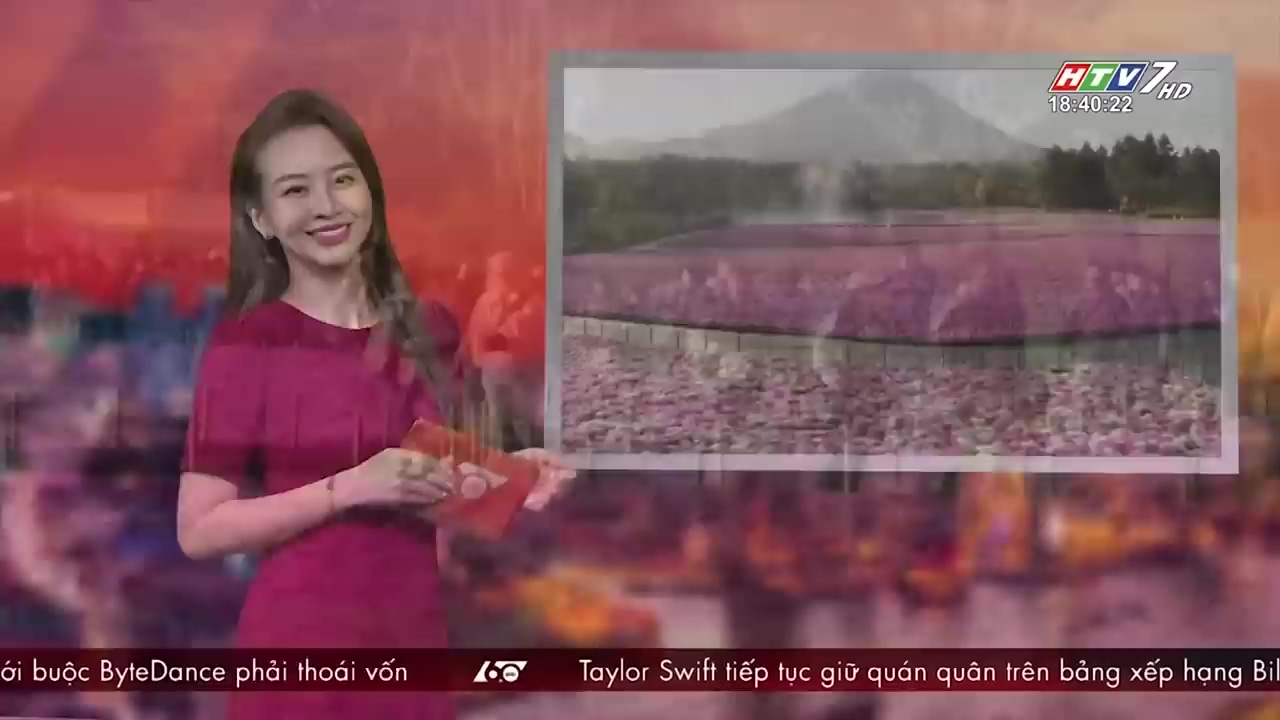 HTV7 HD
18:40:22
ới buộc ByteDance phải thoái vốn
60
Taylor Swift tiếp tục giữ quán quân trên bảng xếp hạng Bil